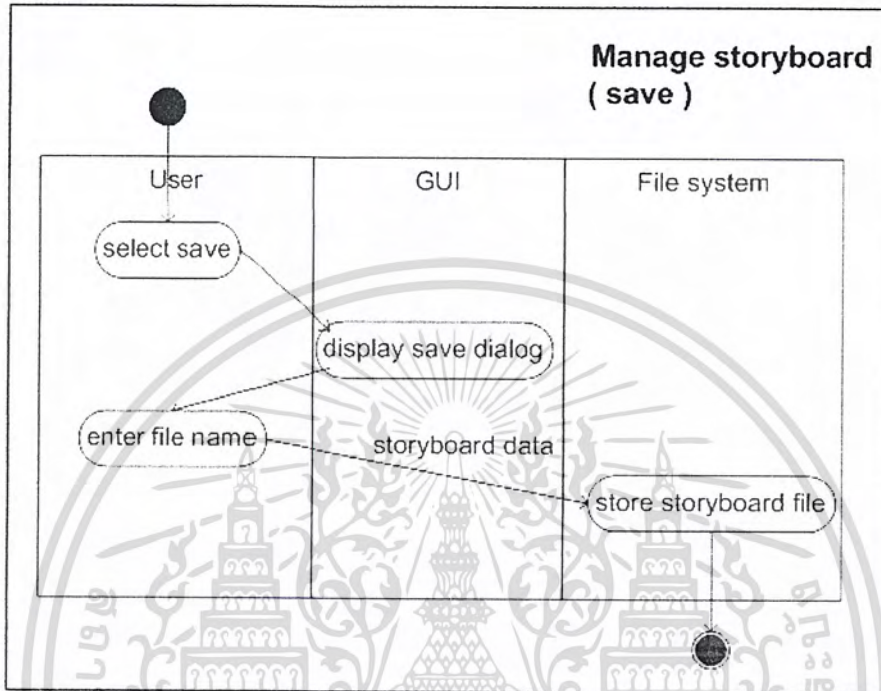 Manage storyboard
( save )
User
GUI
File system
select save
display save dialog
enter file name
storyboard data
store storyboard file